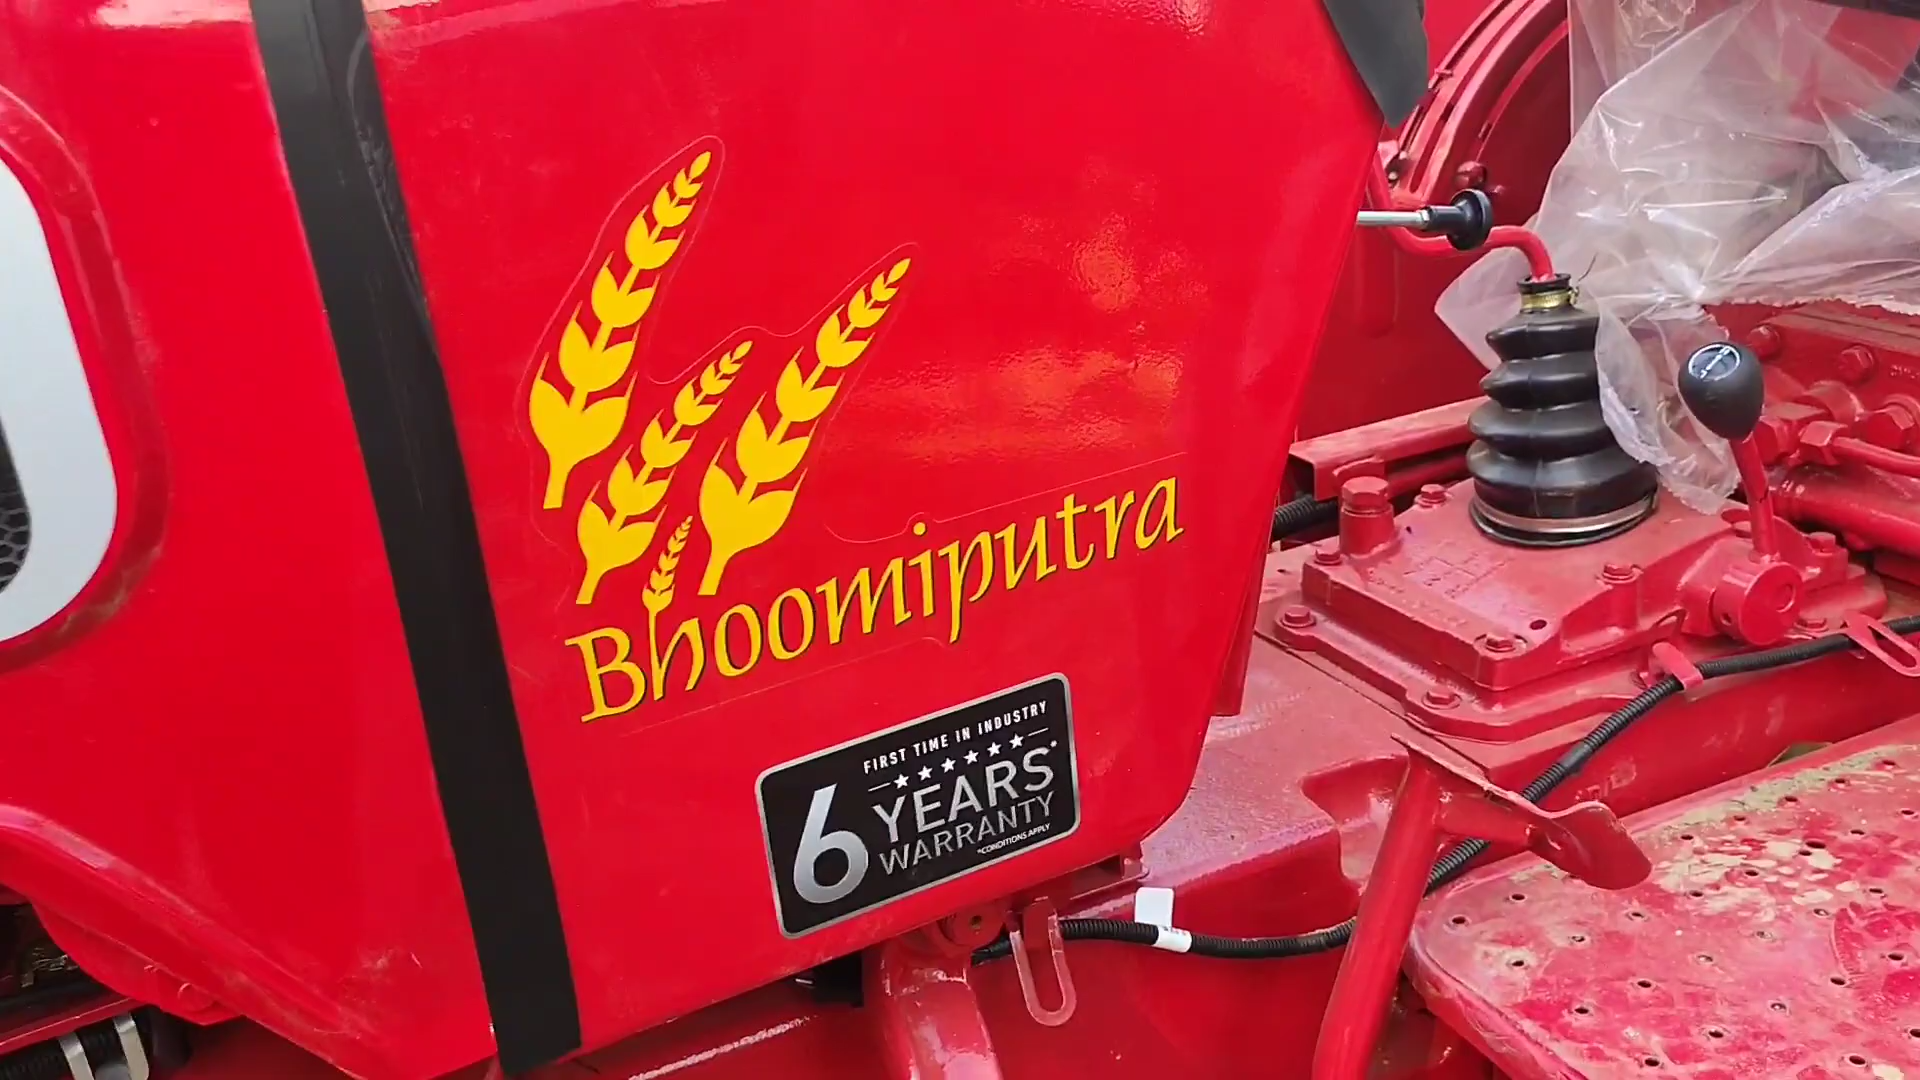 Bhoomiputra
FIRST TIME IN INDUSTRY
6 YEARS*
WARRANTY
*CONDITIONS APPLY